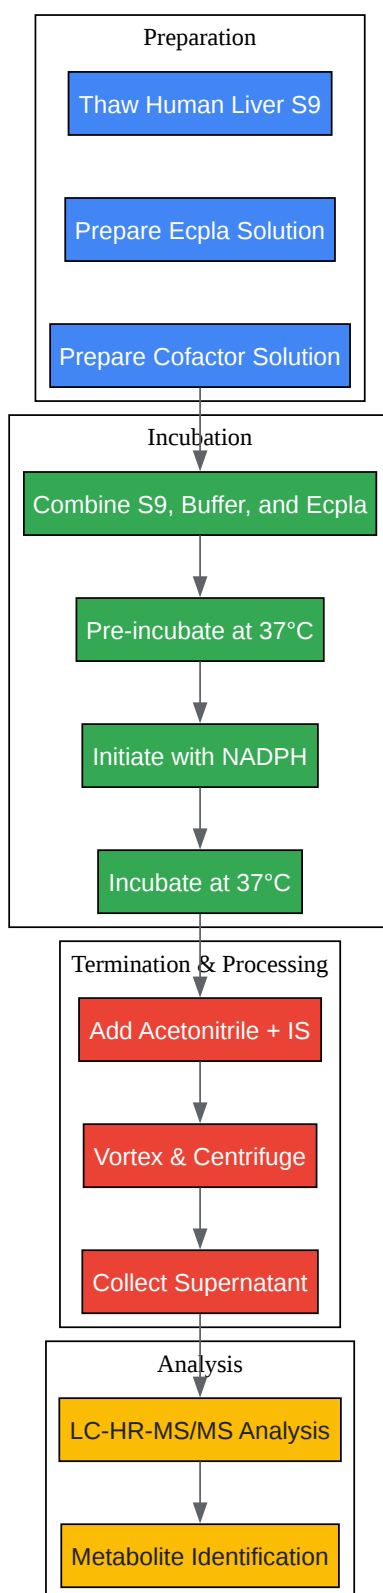 Preparation
Thaw Human Liver S9
Prepare Ecpla Solution
Prepare Cofactor Solution
Incubation
Combine S9, Buffer, and Ecpla
Pre-incubate at 37°C
Initiate with NADPH
Incubate at 37°C
Termination & Processing
Add Acetonitrile + IS
Vortex & Centrifuge
Collect Supernatant
Analysis
LC-HR-MS/MS Analysis
Metabolite Identification